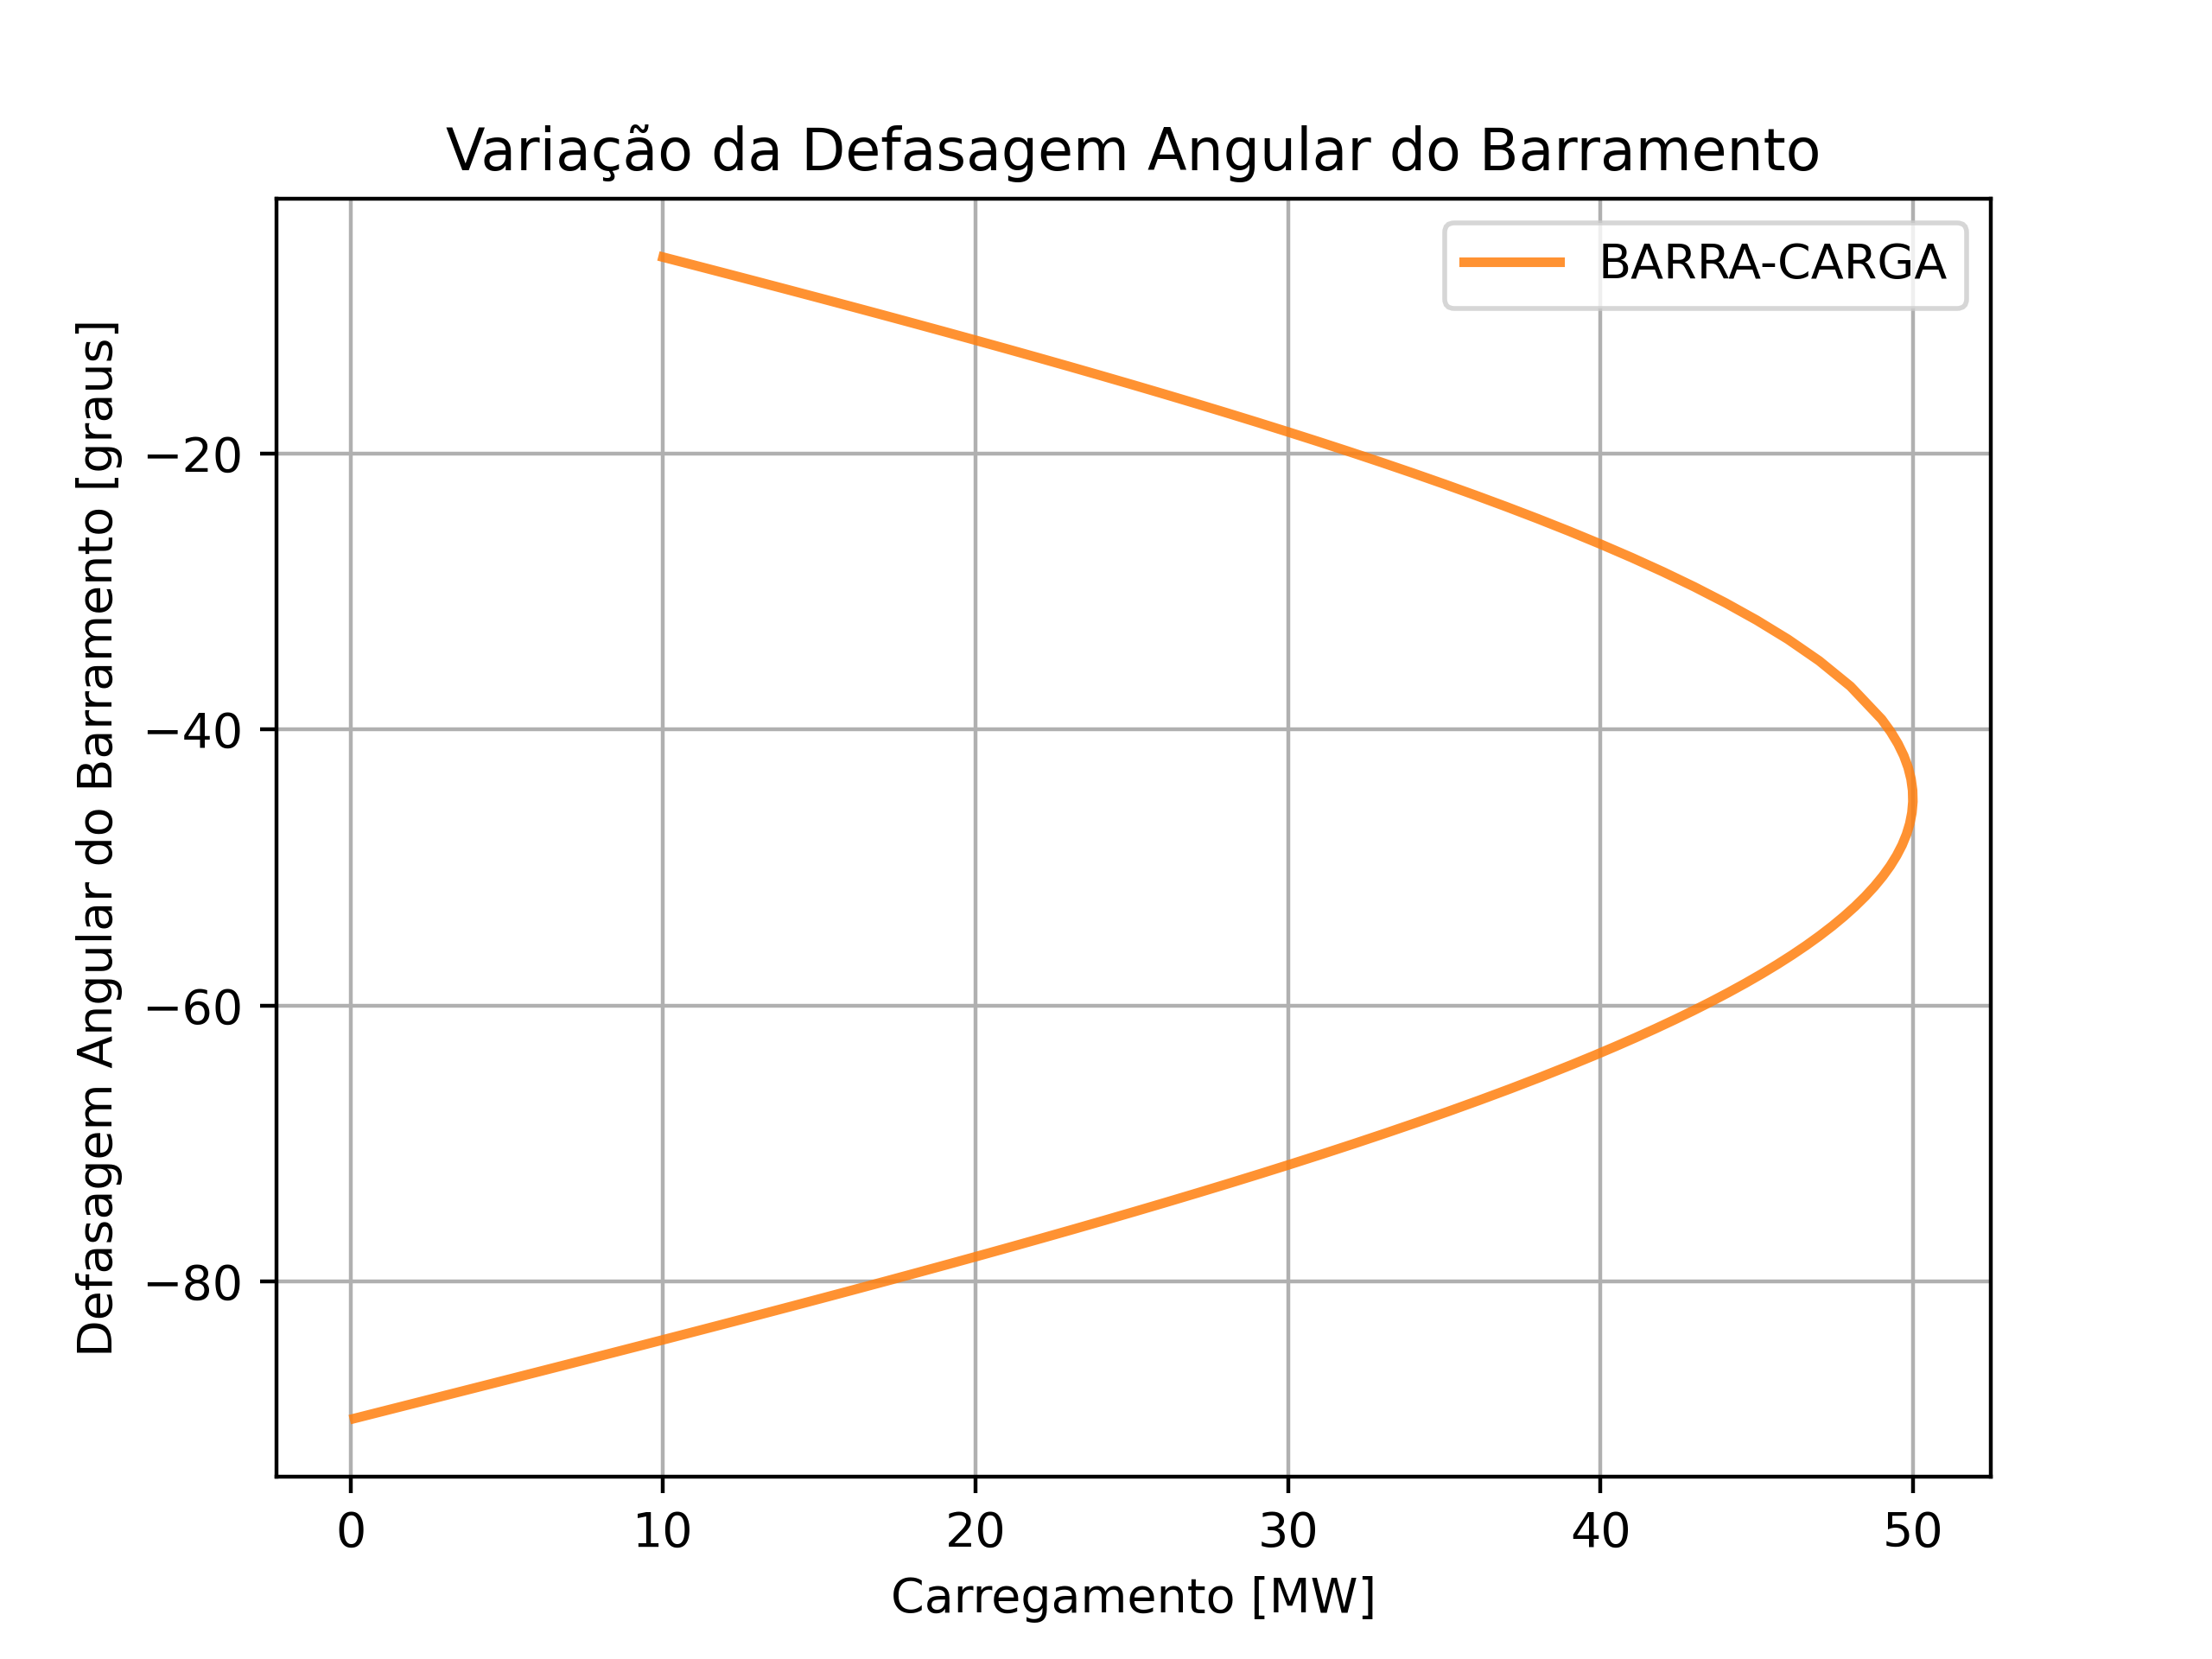 Variação da Defasagem Angular do Barramento
BARRA-CARGA
Defasagem Angular do Barramento [graus]
−20
−40
−60
−80
0 10 20 30 40 50
Carregamento [MW]